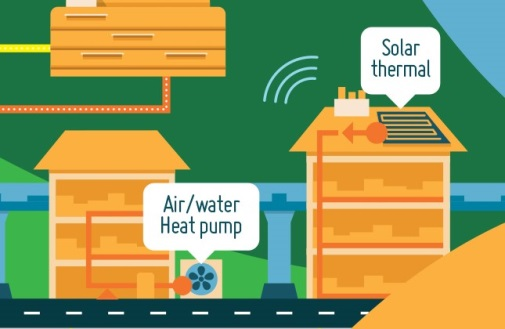 Solar
thermal
Air/water
Heat pump